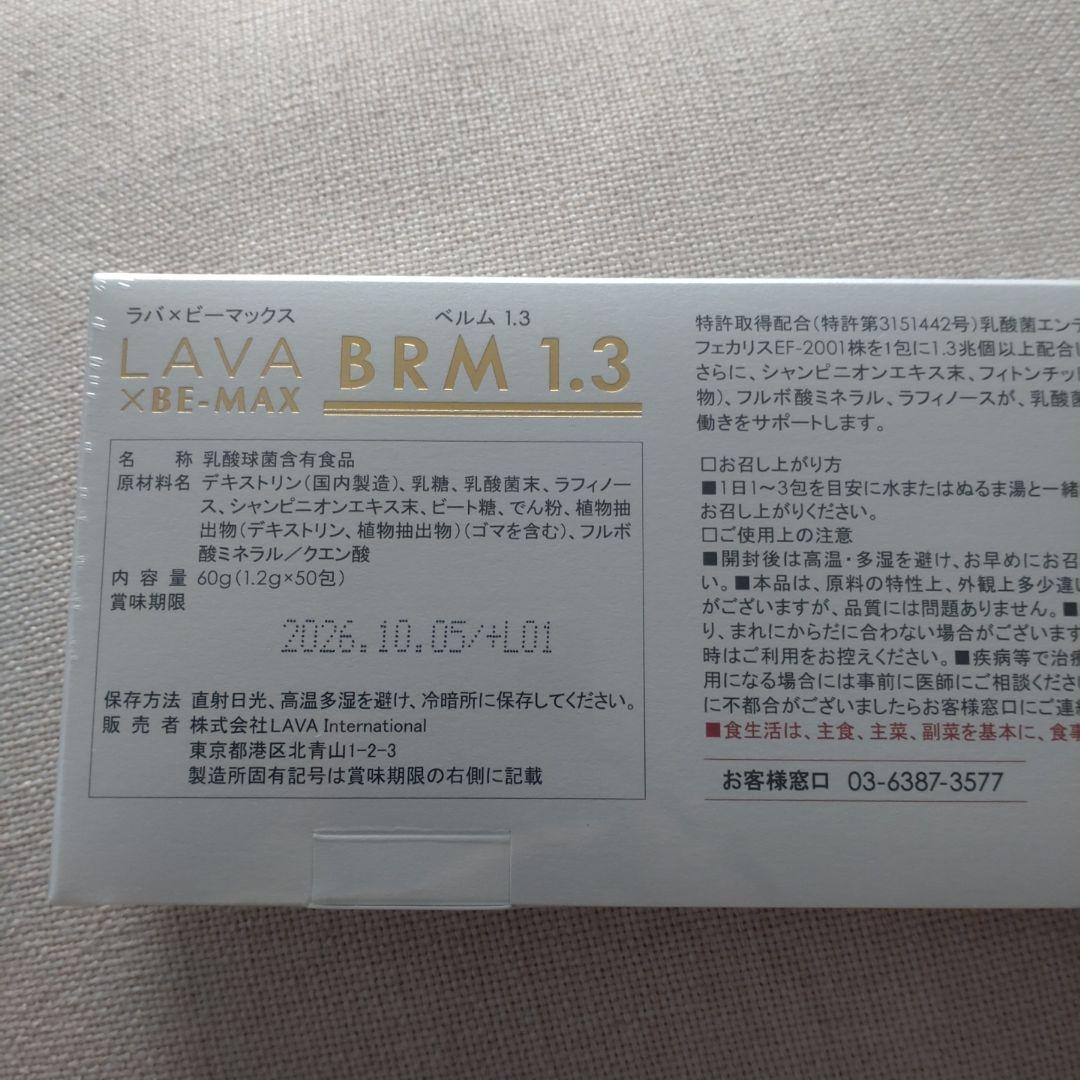 ラバ×ビーマックス
LAVA
×BE-MAX
ベルム 1.3
BRM 1.3
名 称 乳酸球菌含有食品
原材料名 デキストリン(国内製造)、乳糖、乳酸菌末、ラフィノー
ス、シャンピニオンエキス末、ビート糖、でん粉、植物抽
出物(デキストリン、植物抽出物)(ゴマを含む)、フルボ
酸ミネラル／クエン酸
内 容 量 60g(1.2g×50包)
賞味期限
2026.10.05/+L01
保存方法 直射日光、高温多湿を避け、冷暗所に保存してください。
販 売 者 株式会社LAVA International
東京都港区北青山1-2-3
製造所固有記号は賞味期限の右側に記載
特許取得配合(特許第3151442号)乳酸菌エンテ
フェカリスEF-2001株を1包に1.3兆個以上配合
さらに、シャンピニオンエキス末、フィトンチッ
物)、フルボ酸ミネラル、ラフィノースが、乳酸菌
働きをサポートします。
□お召し上がり方
■1日1〜3包を目安に水またはぬるま湯と一緒
お召し上がりください。
□ご使用上の注意
■開封後は高温・多湿を避け、お早めにお召
い。■本品は、原料の特性上、外観上多少違い
がございますが、品質には問題ありません。■
り、まれにからだに合わない場合がございます
時はご利用をお控えください。■疾病等で治療
用になる場合には事前に医師にご相談くださ
に不都合がございましたらお客様窓口にご連絡
■食生活は、主食、主菜、副菜を基本に、食事
お客様窓口 03-6387-3577